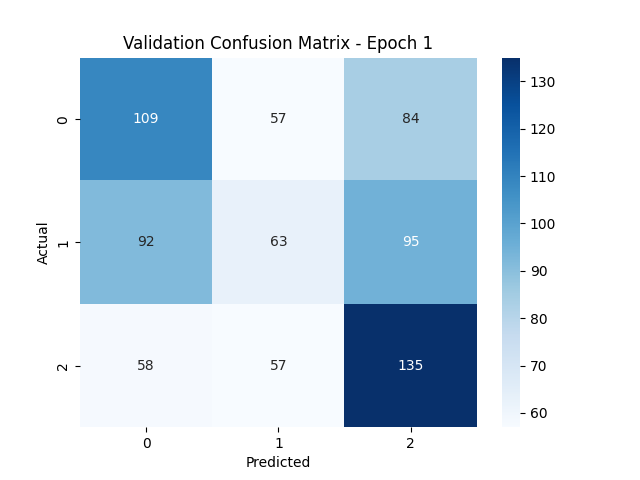 Validation Confusion Matrix - Epoch 1
0 109 57 84
1 92 63 95
2 58 57 135
0 1 2
Predicted
Actual
130
120
110
100
90
80
70
60